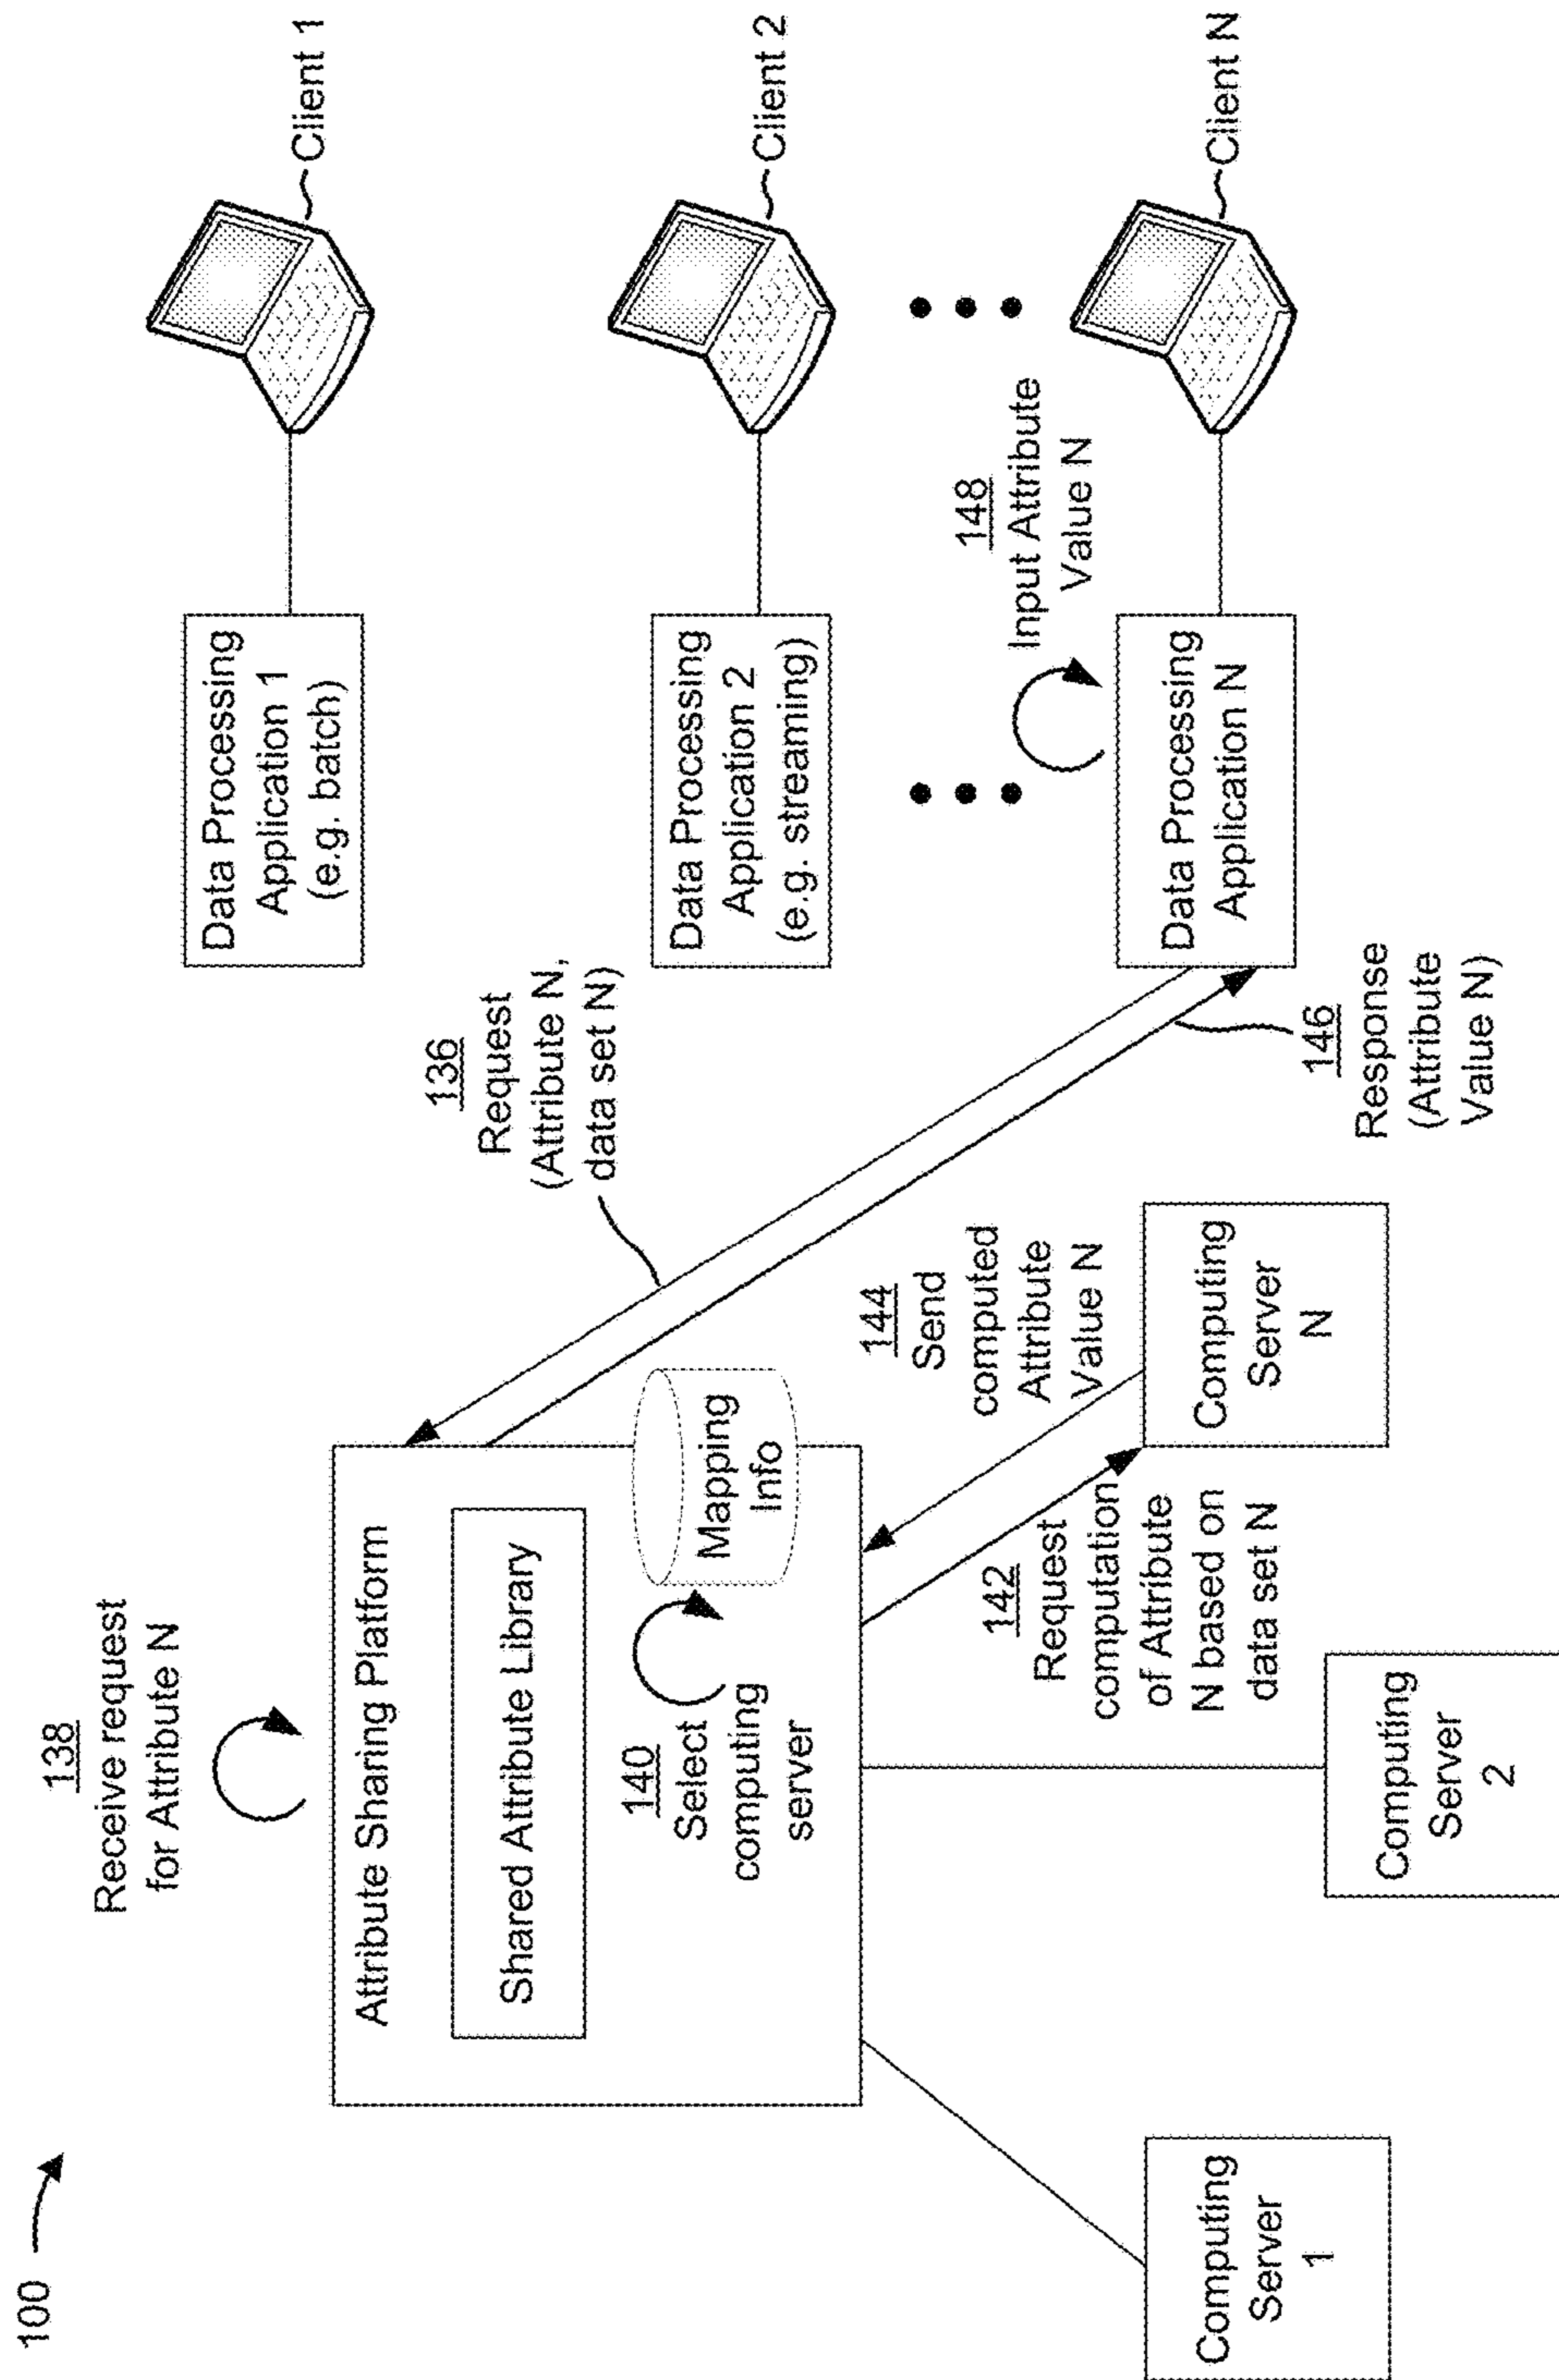 100
138
Receive request
for Attribute N
Attribute Sharing Platform
Shared Attribute Library
140
Select
computing
server
Mapping
Info
136
Request
(Attribute N,
data set N)
Data Processing
Application 1
(e.g. batch)
Client 1
Data Processing
Application 2
(e.g. streaming)
Client 2
148
Input Attribute
Value N
Data Processing
Application N
Client N
146
Response
(Attribute
Value N)
144
Send
computed
Attribute
Value N
142
Request
computation
of Attribute
N based on
data set N
Computing
Server
1
Computing
Server
2
Computing
Server
N